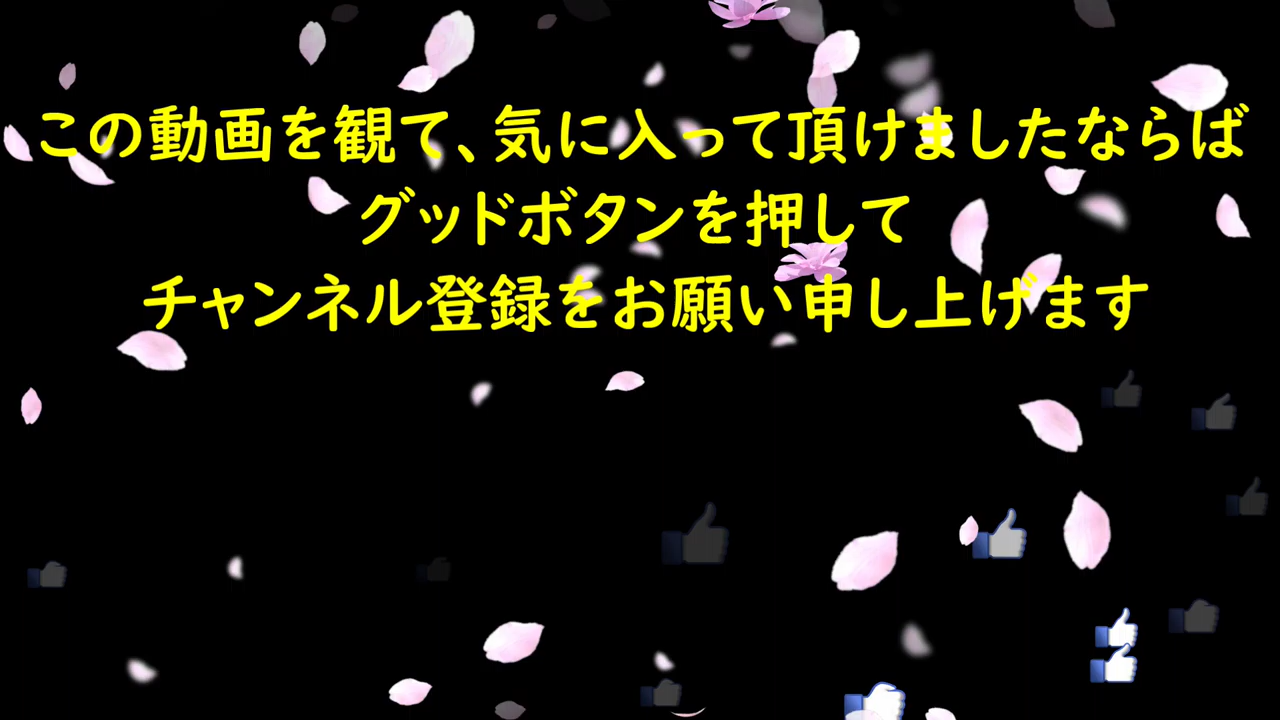 この動画を観て、気に入って頂けましたならば
グッドボタンを押して
チャンネル登録をお願い申し上げます